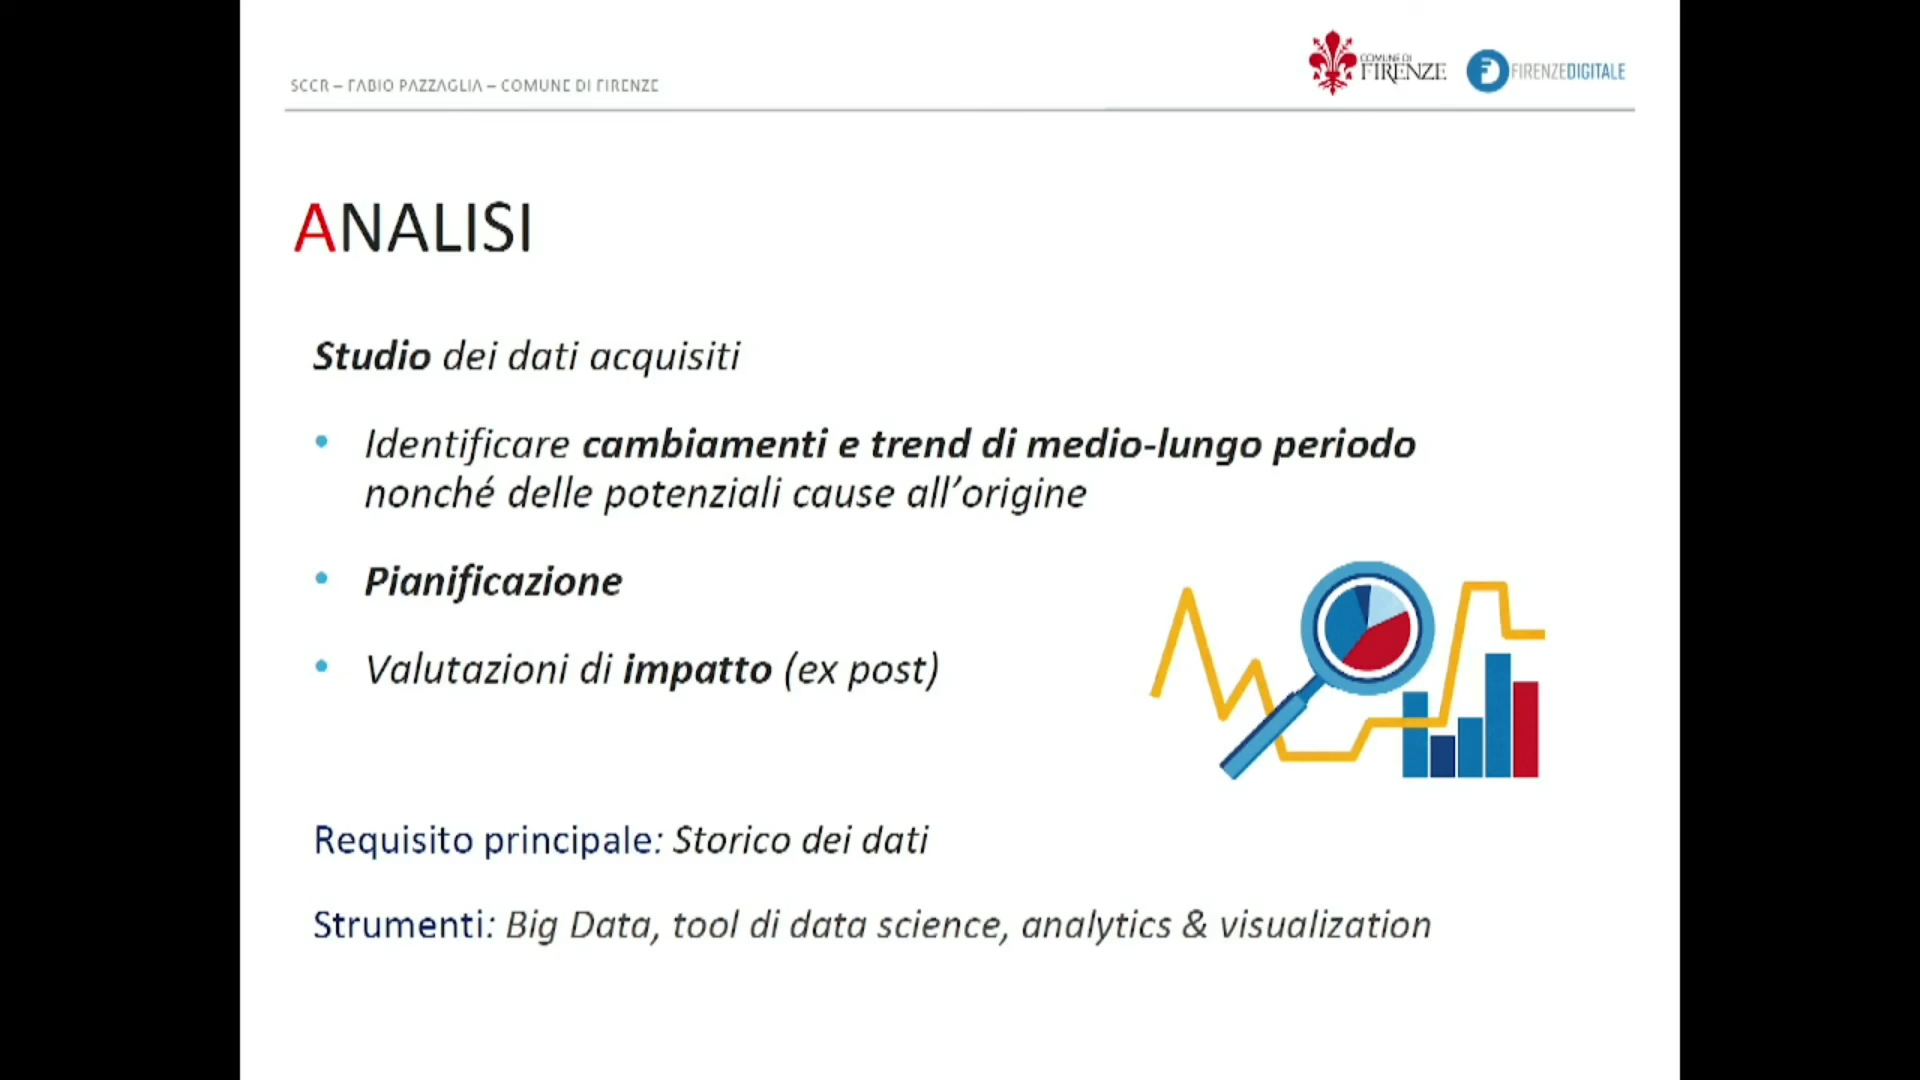 SCCR – FABIO PAZZAGLIA – COMUNE DI FIRENZE
COMUNE DI
FIRENZE
FIRENZEDIGITALE
ANALISI
Studio dei dati acquisiti
• Identificare cambiamenti e trend di medio-lungo periodo
nonché delle potenziali cause all’origine
• Pianificazione
• Valutazioni di impatto (ex post)
Requisito principale: Storico dei dati
Strumenti: Big Data, tool di data science, analytics & visualization